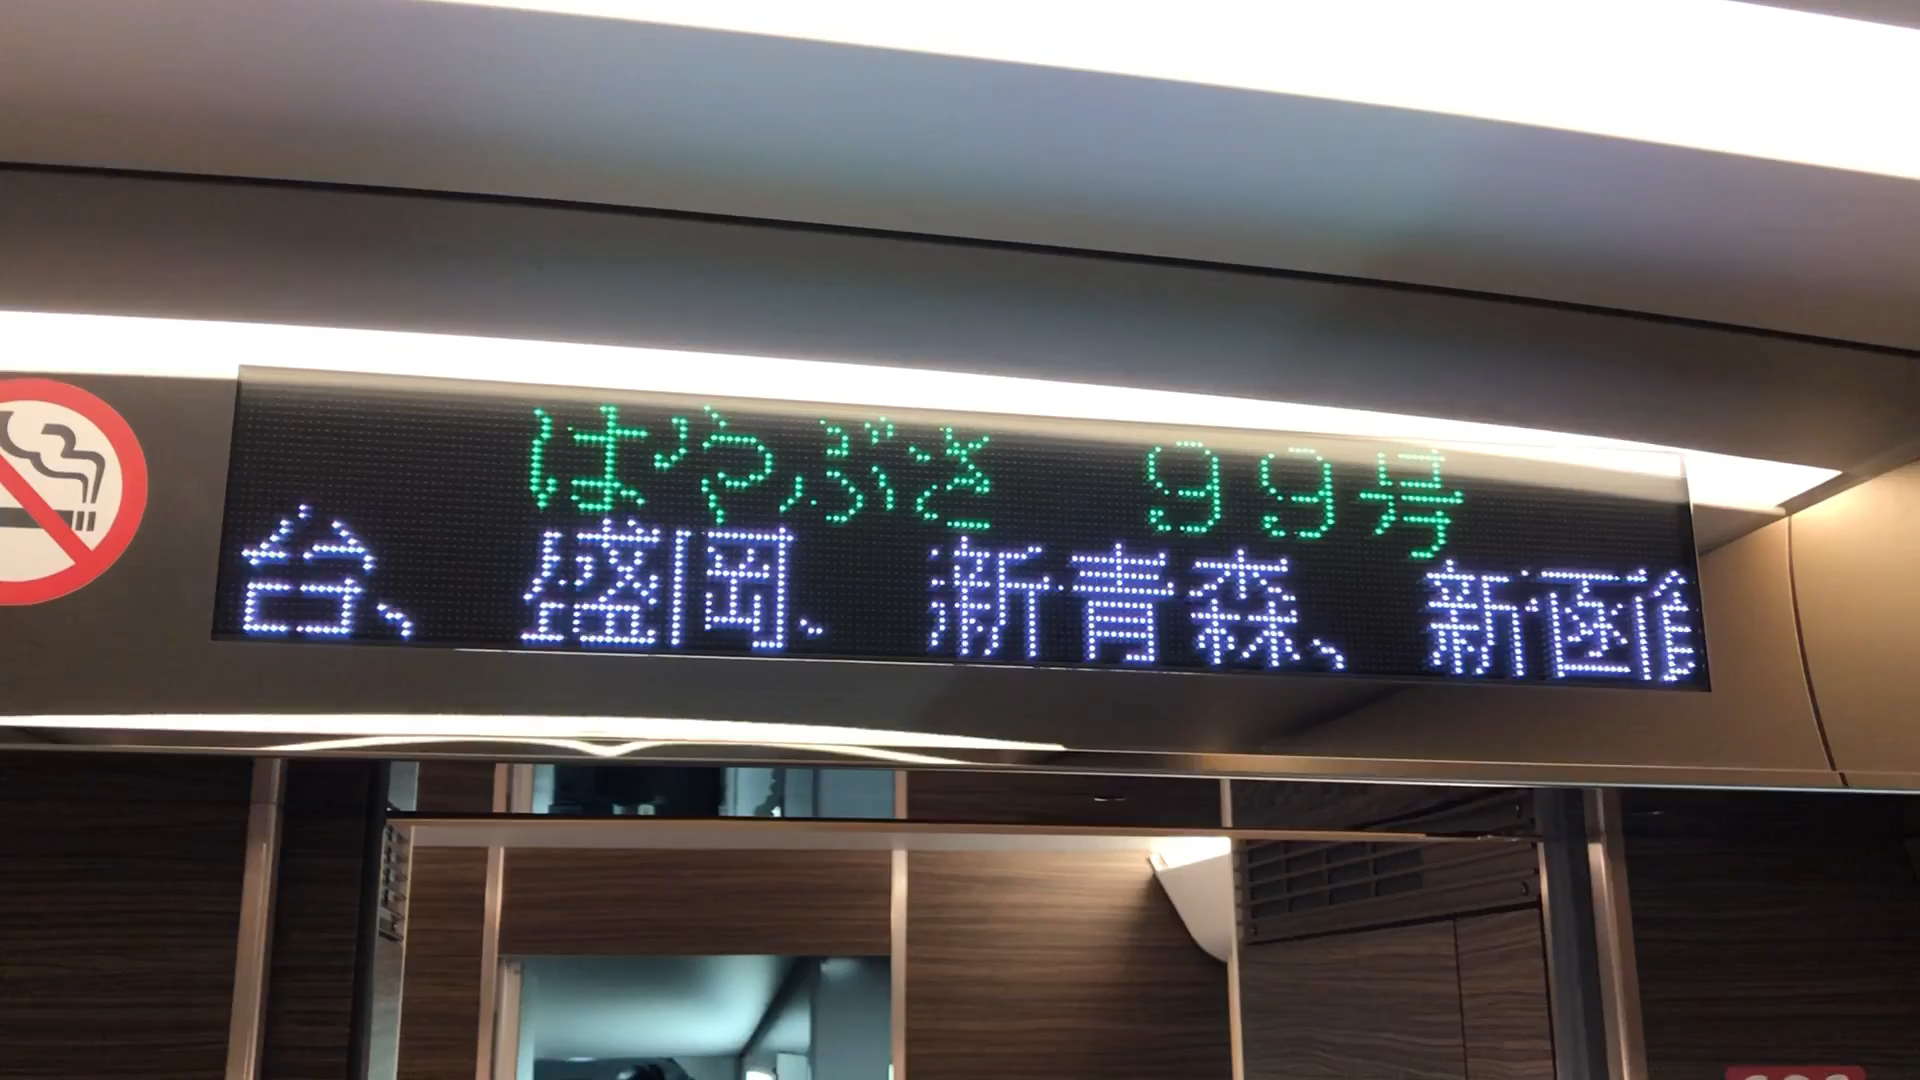 はやぶさ 99号
台、 盛岡、 新青森、 新函